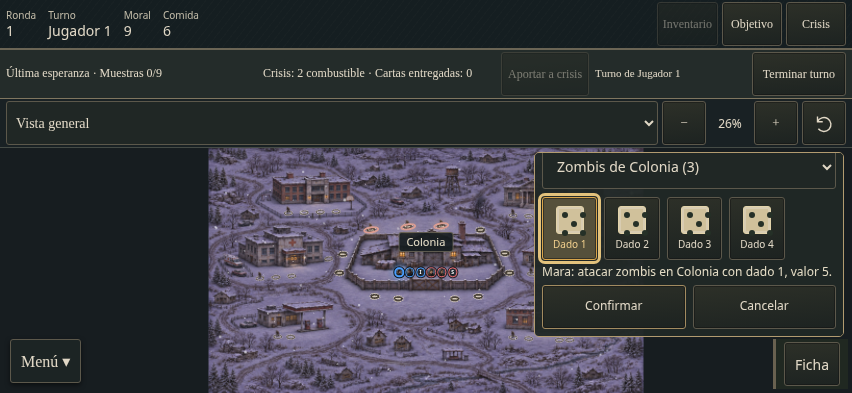 Ronda Turno Moral Comida
1 Jugador 1 9 6
Inventario Objetivo Crisis
Última esperanza · Muestras 0/9 Crisis: 2 combustible · Cartas entregadas: 0 Aportar a crisis Turno de Jugador 1 Terminar turno
Vista general − 26% +
Zombis de Colonia (3)
Dado 1 Dado 2 Dado 3 Dado 4
Colonia
Mara: atacar zombis en Colonia con dado 1, valor 5.
Confirmar Cancelar
Menú ▾ Ficha